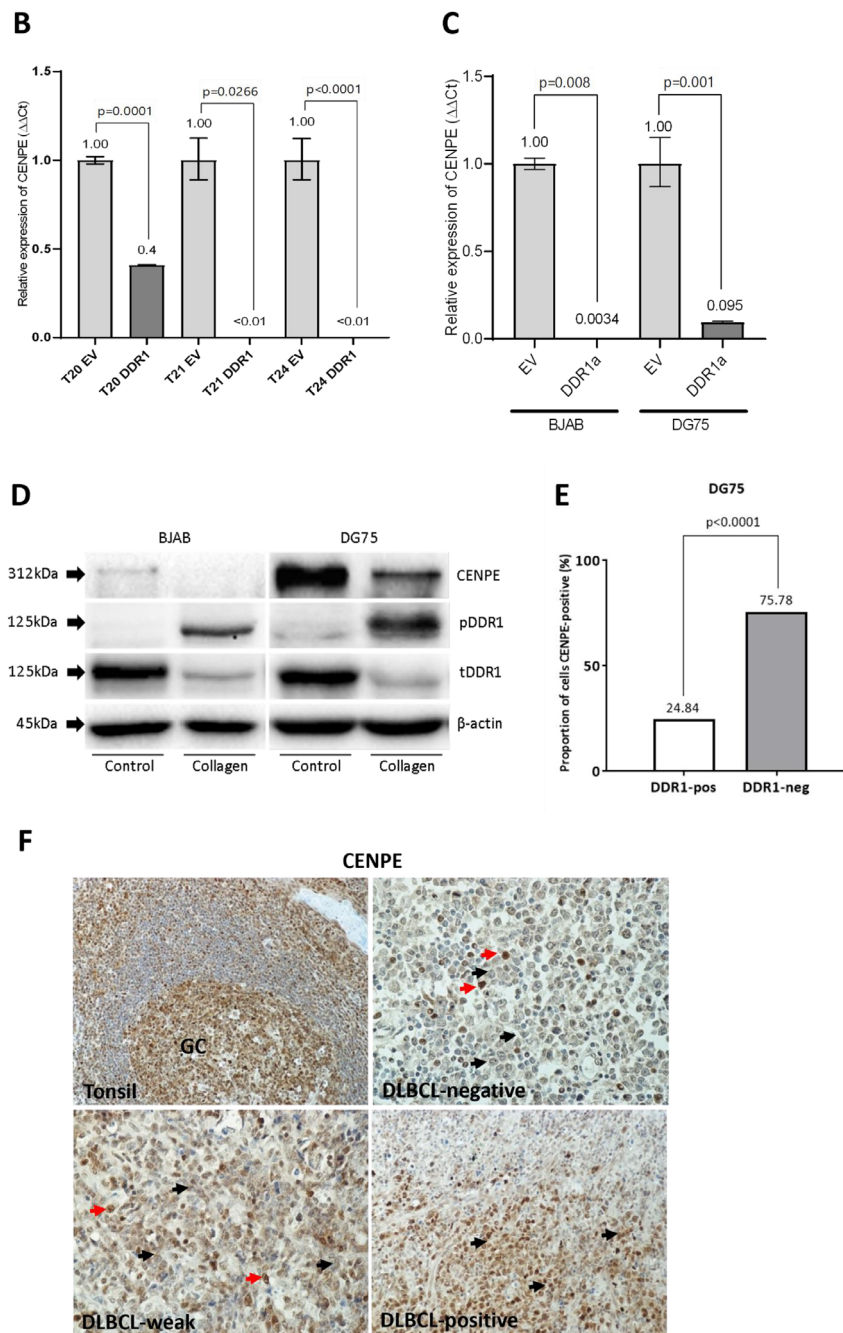 B
Relative expression of CENPE (ΔΔCt)
1.5
1.0
0.5
0.0
p=0.0001
p=0.0266
p<0.0001
1.00
0.4
1.00
<0.01
1.00
<0.01
T20 EV
T20 DDR1
T21 EV
T21 DDR1
T24 EV
T24 DDR1
C
Relative expression of CENPE (ΔΔCt)
1.5
1.0
0.5
0.0
p=0.008
p=0.001
1.00
0.0034
1.00
0.095
EV
DDR1a
EV
DDR1a
BJAB
DG75
D
BJAB
DG75
312kDa
CENPE
125kDa
pDDR1
125kDa
tDDR1
45kDa
β-actin
Control
Collagen
Control
Collagen
E
DG75
p<0.0001
Proportion of cells CENPE-positive (%)
100
50
0
24.84
75.78
DDR1-pos
DDR1-neg
F
CENPE
GC
Tonsil
DLBCL-negative
DLBCL-weak
DLBCL-positive